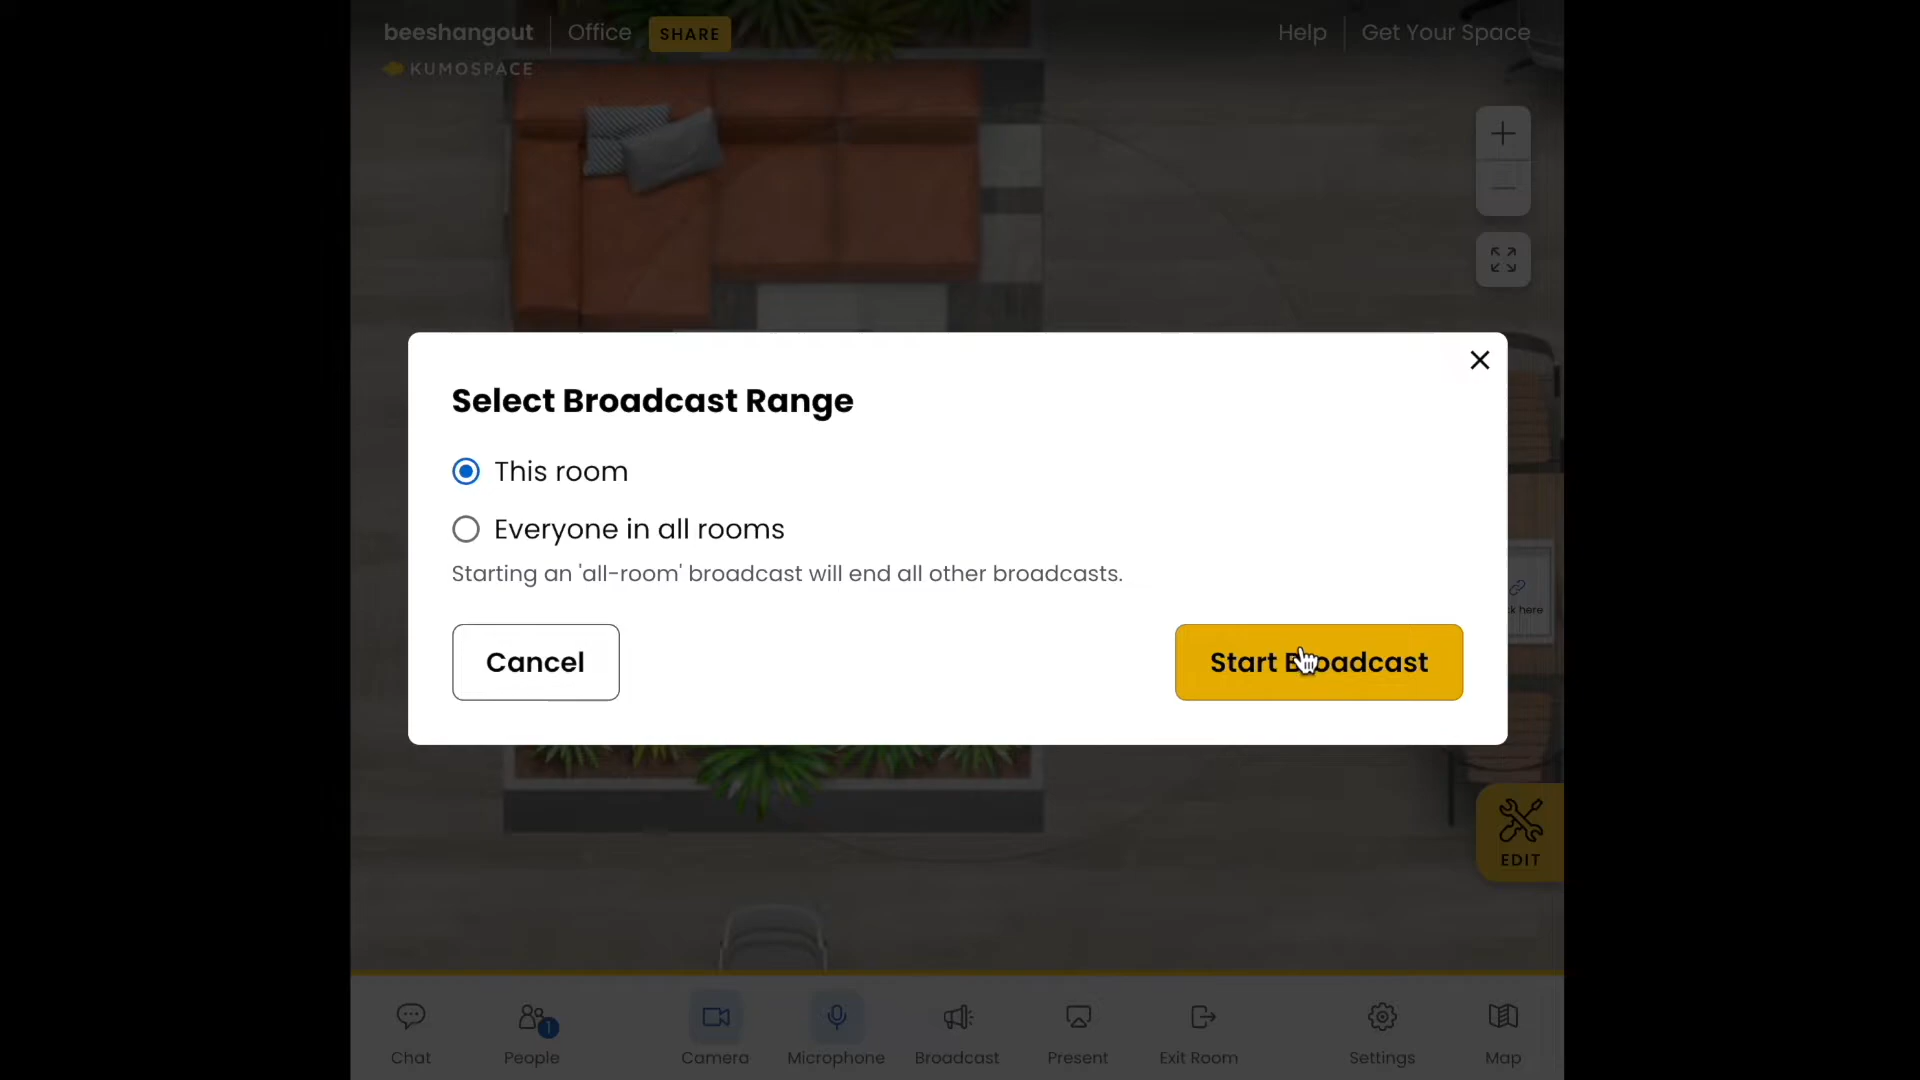 beeshangout
Office
SHARE
Help
Get Your Space
KUMOSPACE
Select Broadcast Range
This room
Everyone in all rooms
Starting an 'all-room' broadcast will end all other broadcasts.
here
Cancel
Start Broadcast
EDIT
1
Chat
People
Camera
Microphone
Broadcast
Present
Exit Room
Settings
Map